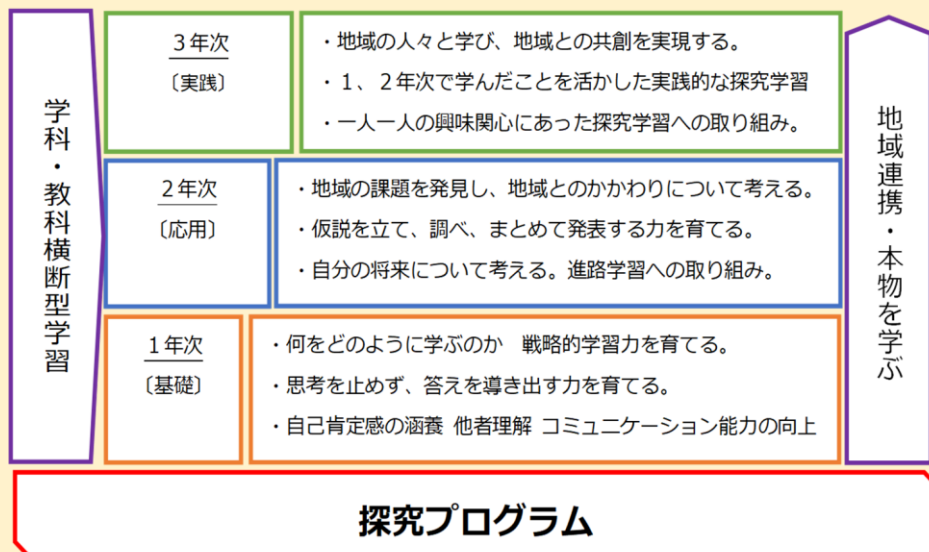 学科・教科横断型学習
３年次
〔実践〕
・地域の人々と学び、地域との共創を実現する。
・１、２年次で学んだことを活かした実践的な探究学習
・一人一人の興味関心にあった探究学習への取り組み。
２年次
〔応用〕
・地域の課題を発見し、地域とのかかわりについて考える。
・仮説を立て、調べ、まとめて発表する力を育てる。
・自分の将来について考える。進路学習への取り組み。
１年次
〔基礎〕
・何をどのように学ぶのか　戦略的学習力を育てる。
・思考を止めず、答えを導き出す力を育てる。
・自己肯定感の涵養 他者理解 コミュニケーション能力の向上
地域連携・本物を学ぶ
探究プログラム